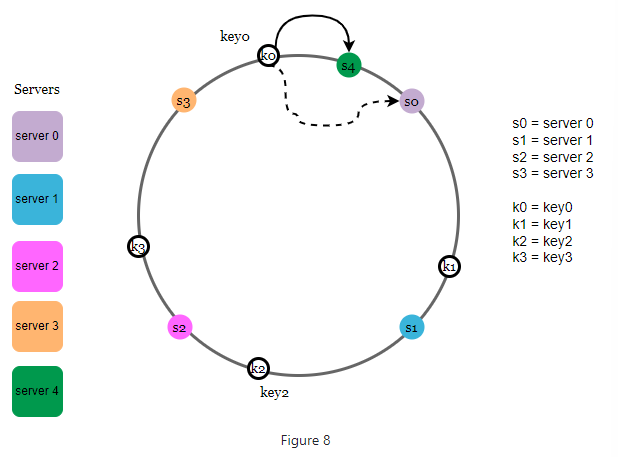 key0
k0
s4
Servers
s3
s0
server 0
s0 = server 0
s1 = server 1
s2 = server 2
s3 = server 3
server 1
k0 = key0
k1 = key1
k2 = key2
k3 = key3
k3
k1
server 2
server 3
s2
s1
k2
server 4
key2
Figure 8